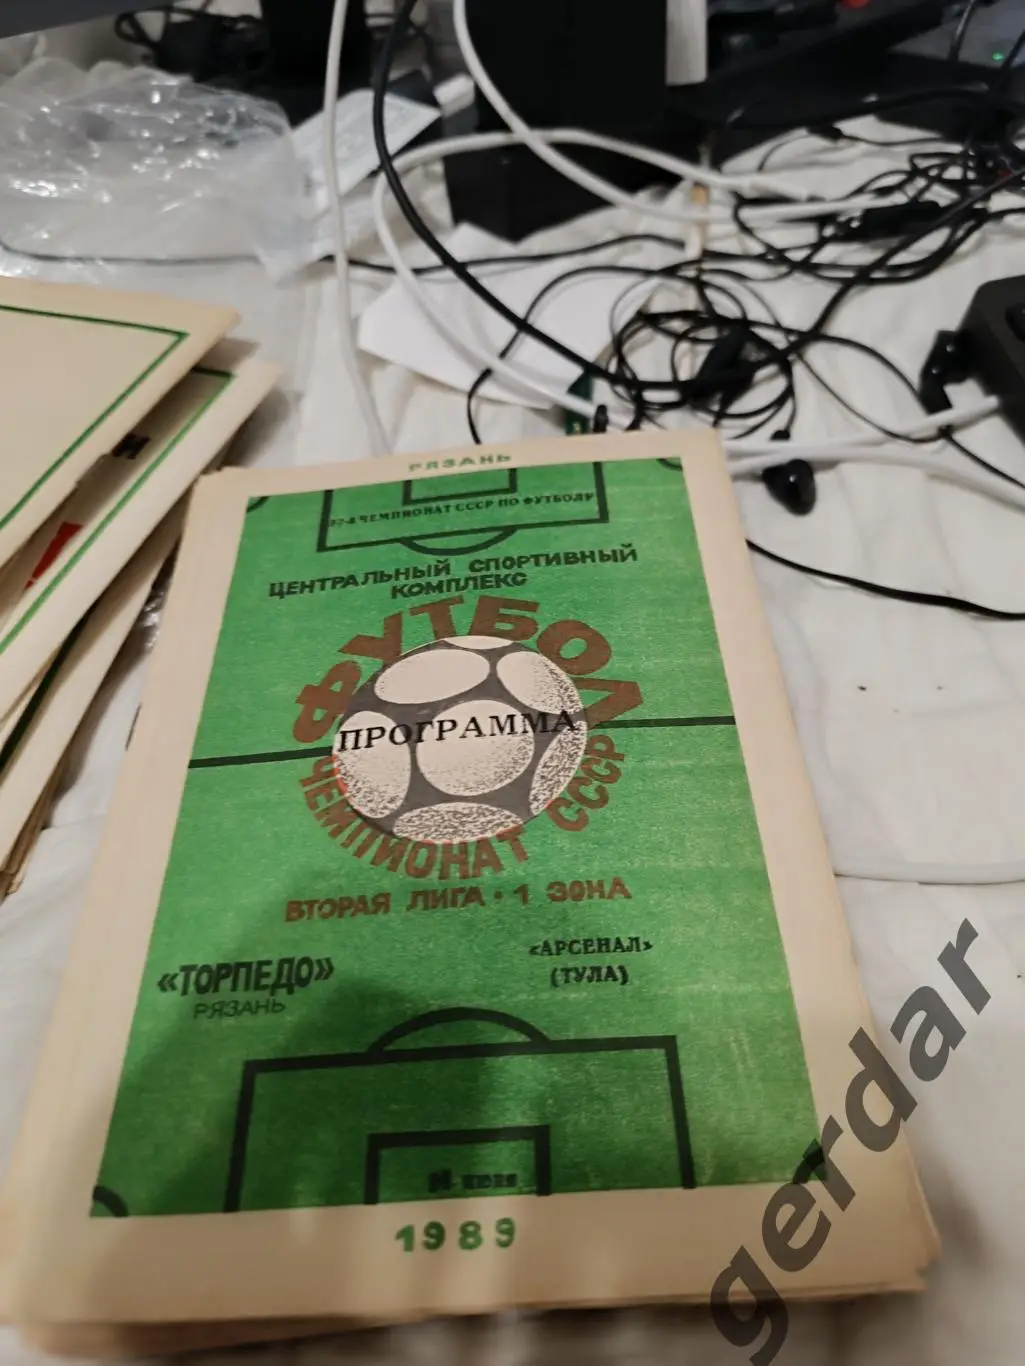 РЯЗАНЬ
52-Й ЧЕМПИОНАТ СССР ПО ФУТБОЛУ
ЦЕНТРАЛЬНЫЙ СПОРТИВНЫЙ
КОМПЛЕКС
ФУТБОЛ
ПРОГРАММА
ЧЕМПИОНАТ СССР
ВТОРАЯ ЛИГА • 1 ЗОНА
«ТОРПЕДО»
РЯЗАНЬ
«АРСЕНАЛ»
(ТУЛА)
1989
gerdar